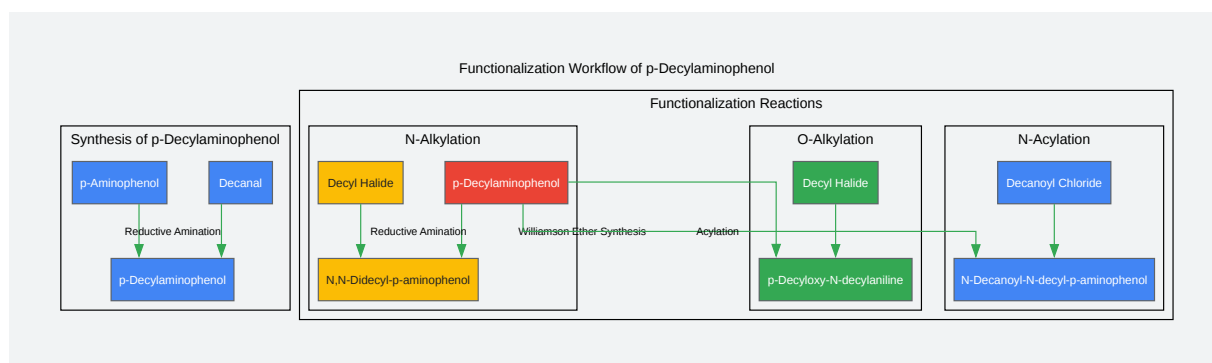 Functionalization Workflow of p-Decylaminophenol
Functionalization Reactions
Synthesis of p-Decylaminophenol
N-Alkylation
O-Alkylation
N-Acylation
p-Aminophenol
Decanal
Decyl Halide
p-Decylaminophenol
Decyl Halide
Decanoyl Chloride
Reductive Amination
Reductive Amination
Williamson Ether Synthesis
Acylation
p-Decylaminophenol
N,N-Didecyl-p-aminophenol
p-Decyloxy-N-decylaniline
N-Decanoyl-N-decyl-p-aminophenol